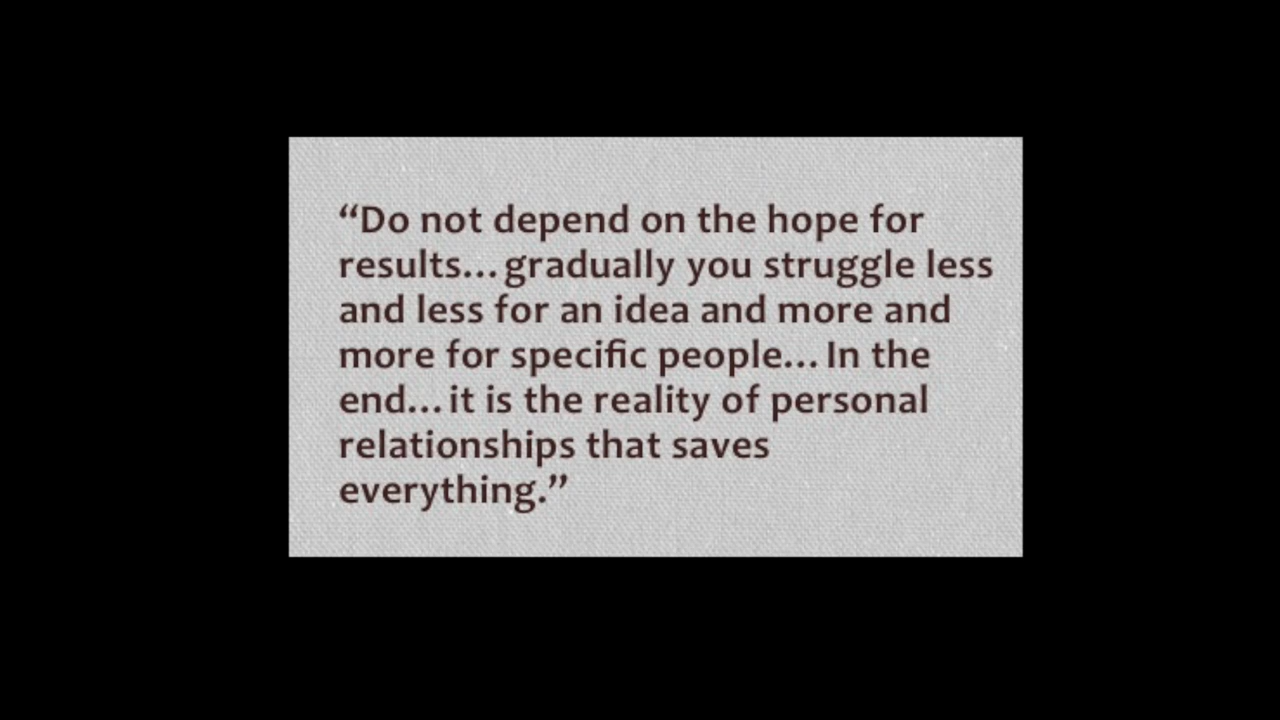 “Do not depend on the hope for
results... gradually you struggle less
and less for an idea and more and
more for specific people... In the
end... it is the reality of personal
relationships that saves
everything.”